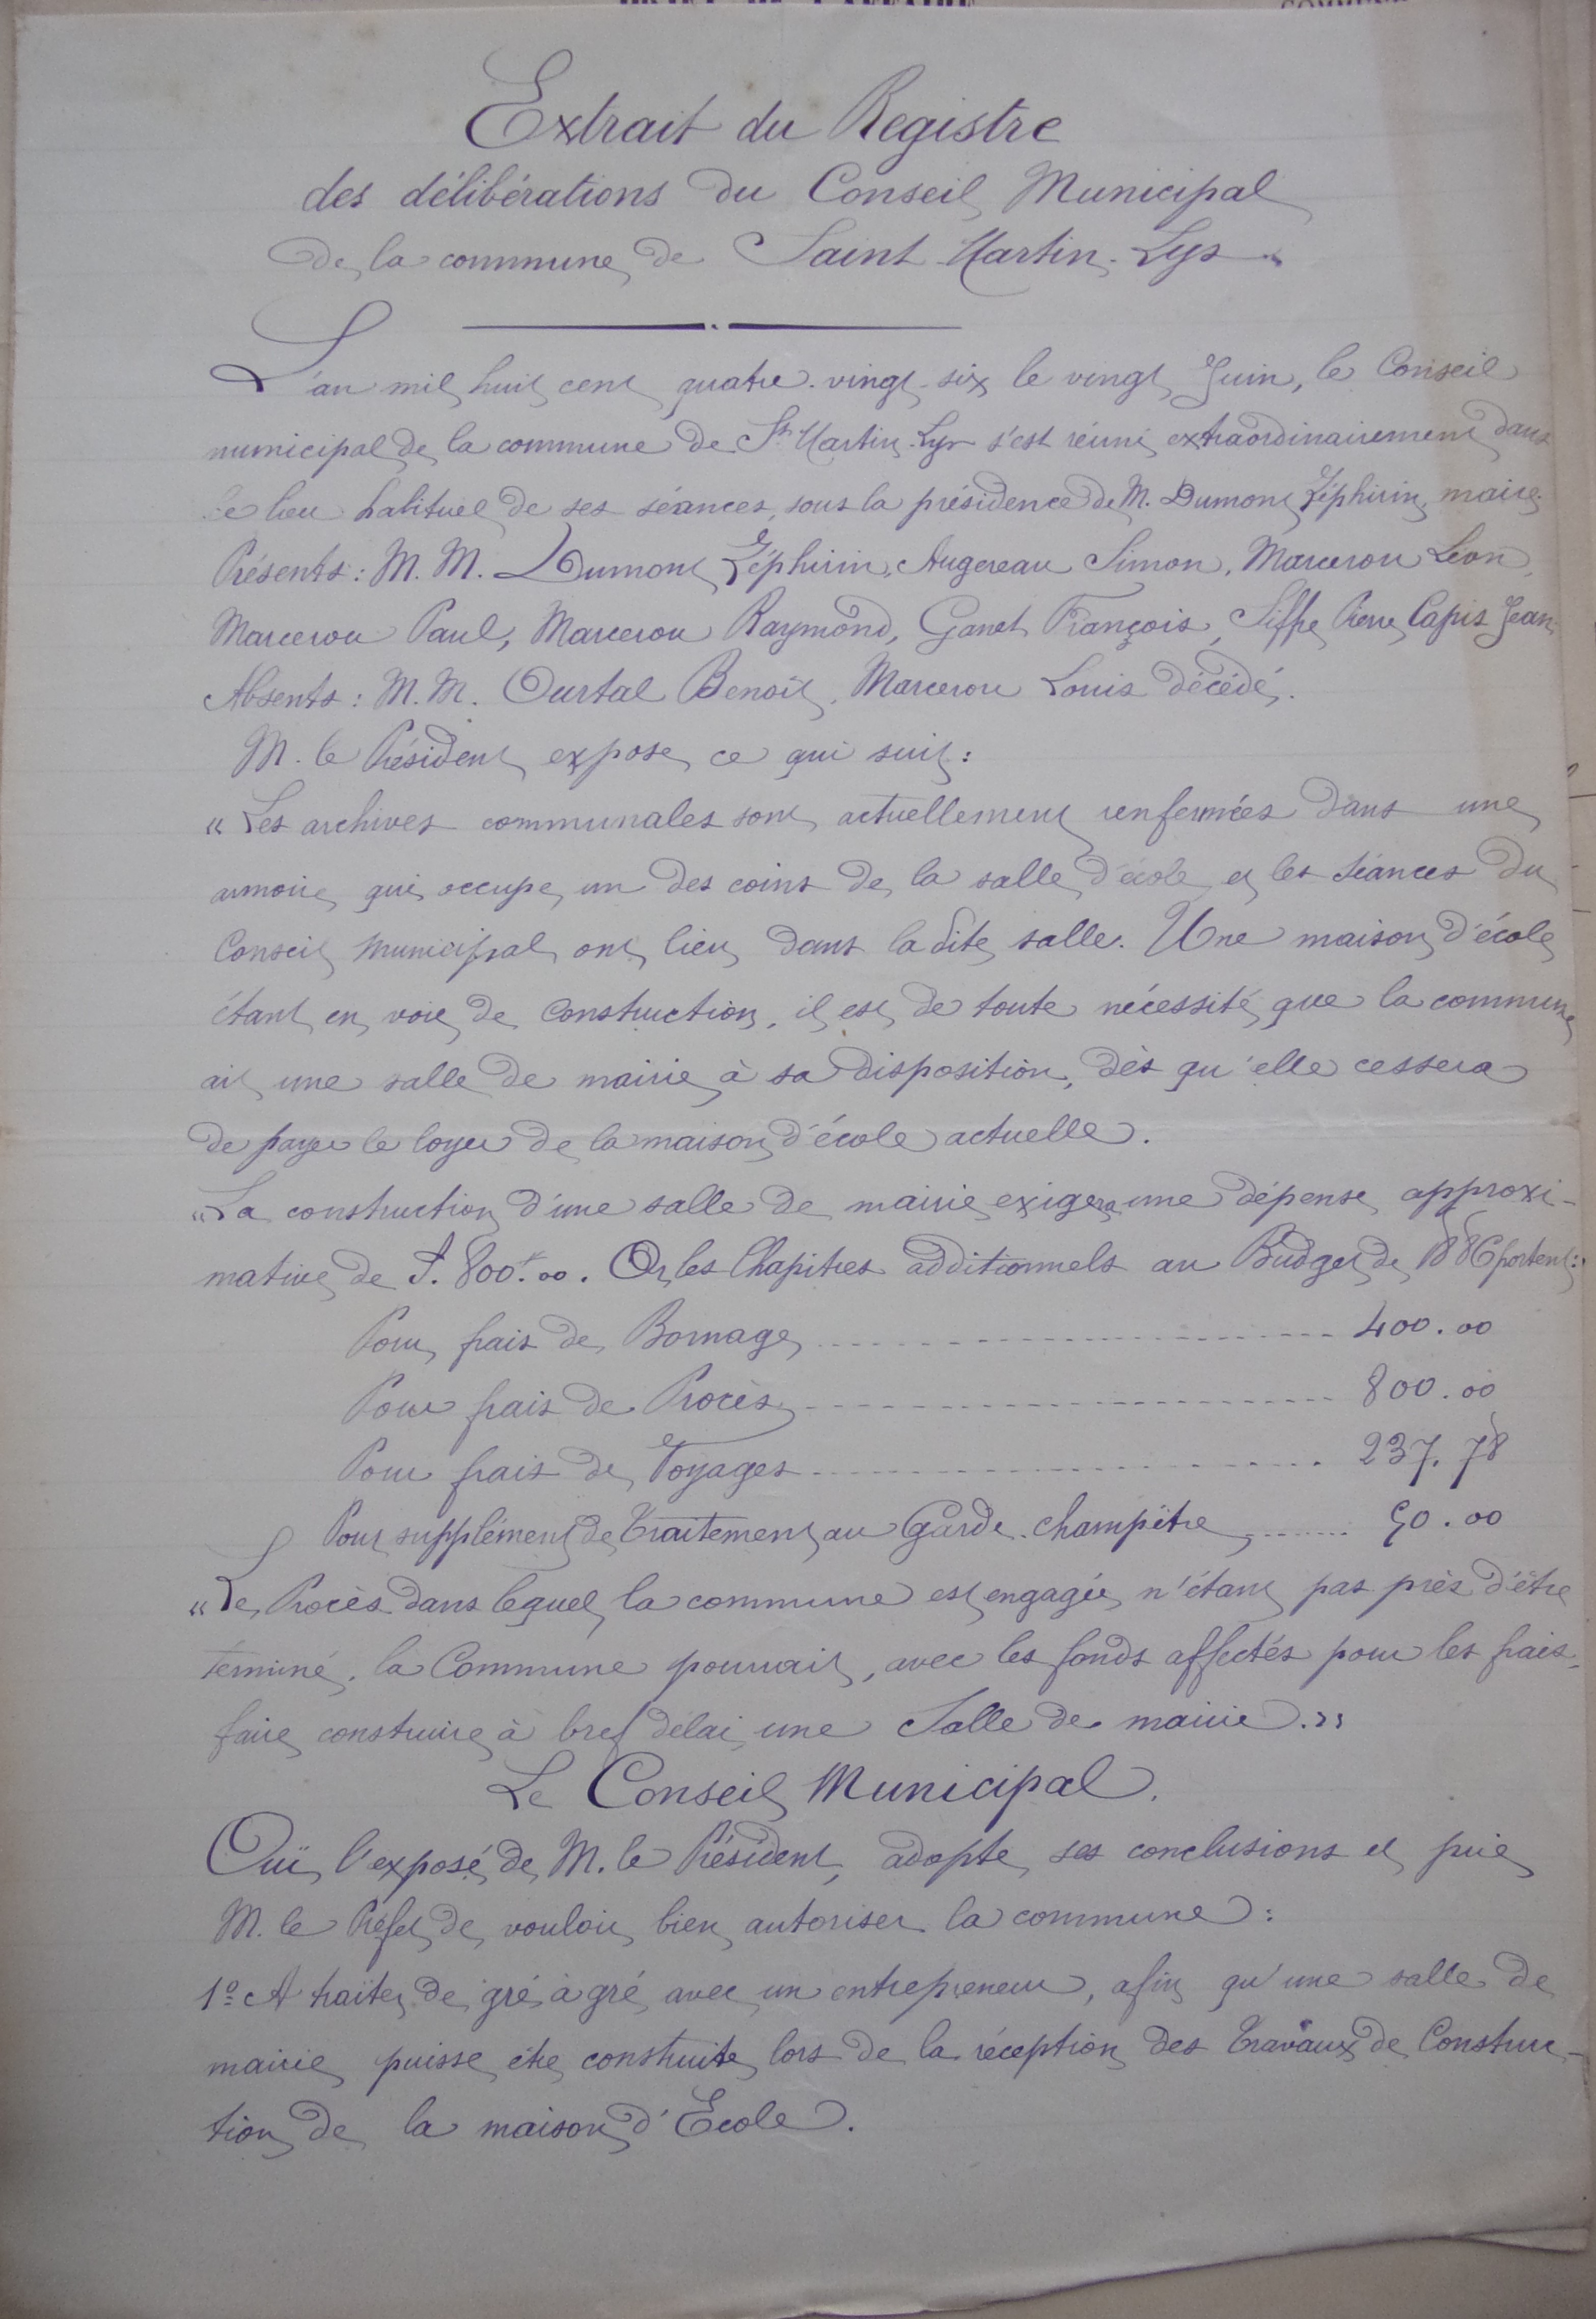 Extrait du Registre
des délibérations du Conseil Municipal
de la commune de Saint Martin-Lys
L'an mil huit cent quatre-vingt-six le vingt Juin, le Conseil
municipal de la commune de St Martin-Lys s'est réuni extraordinairement dans
le lieu habituel de ses séances, sous la présidence de M. Dumont Zéphirin, maire.
Présents : M. M. Dumont Zéphirin, Augereau Simon, Marcerou Léon,
Marcerou Paul, Marcerou Raymond, Ganet François, Siffre Pierre, Capis Jean.
Absents : M. M. Ourtal Benoît, Marcerou Louis décédé.
M. le Président expose ce qui suit :
« Les archives communales sont actuellement renfermées dans une
armoire qui occupe un des coins de la salle d'école et les séances du
Conseil Municipal ont lieu dans la dite salle. Une maison d'école
étant en voie de Construction, il est de toute nécessité que la commune
ait une salle de mairie à sa disposition, dès qu'elle cessera
de payer le loyer de la maison d'école actuelle.
« La construction d'une salle de mairie exigera une dépense approxi-
mative de f. 800f.00. Or, les Chapitres additionnels au Budget de 1886 portent :
Pour frais de Bornage 400.00
Pour frais de Procès 800.00
Pour frais de Voyages 237.78
Pour supplément de Traitement au Garde-champêtre 50.00
« Le Procès dans lequel la commune est engagée n'étant pas près d'être
terminé, la Commune pourrait, avec les fonds affectés pour les frais,
faire construire à bref délai une Salle de mairie. »
Le Conseil Municipal.
Ouï l'exposé de M. le Président, adopte ses conclusions et prie
M. le Préfet de vouloir bien autoriser la commune :
1º A traiter de gré à gré avec un entrepreneur, afin qu'une salle de
mairie puisse être construite lors de la réception des Travaux de Construc-
tion de la maison d'École.